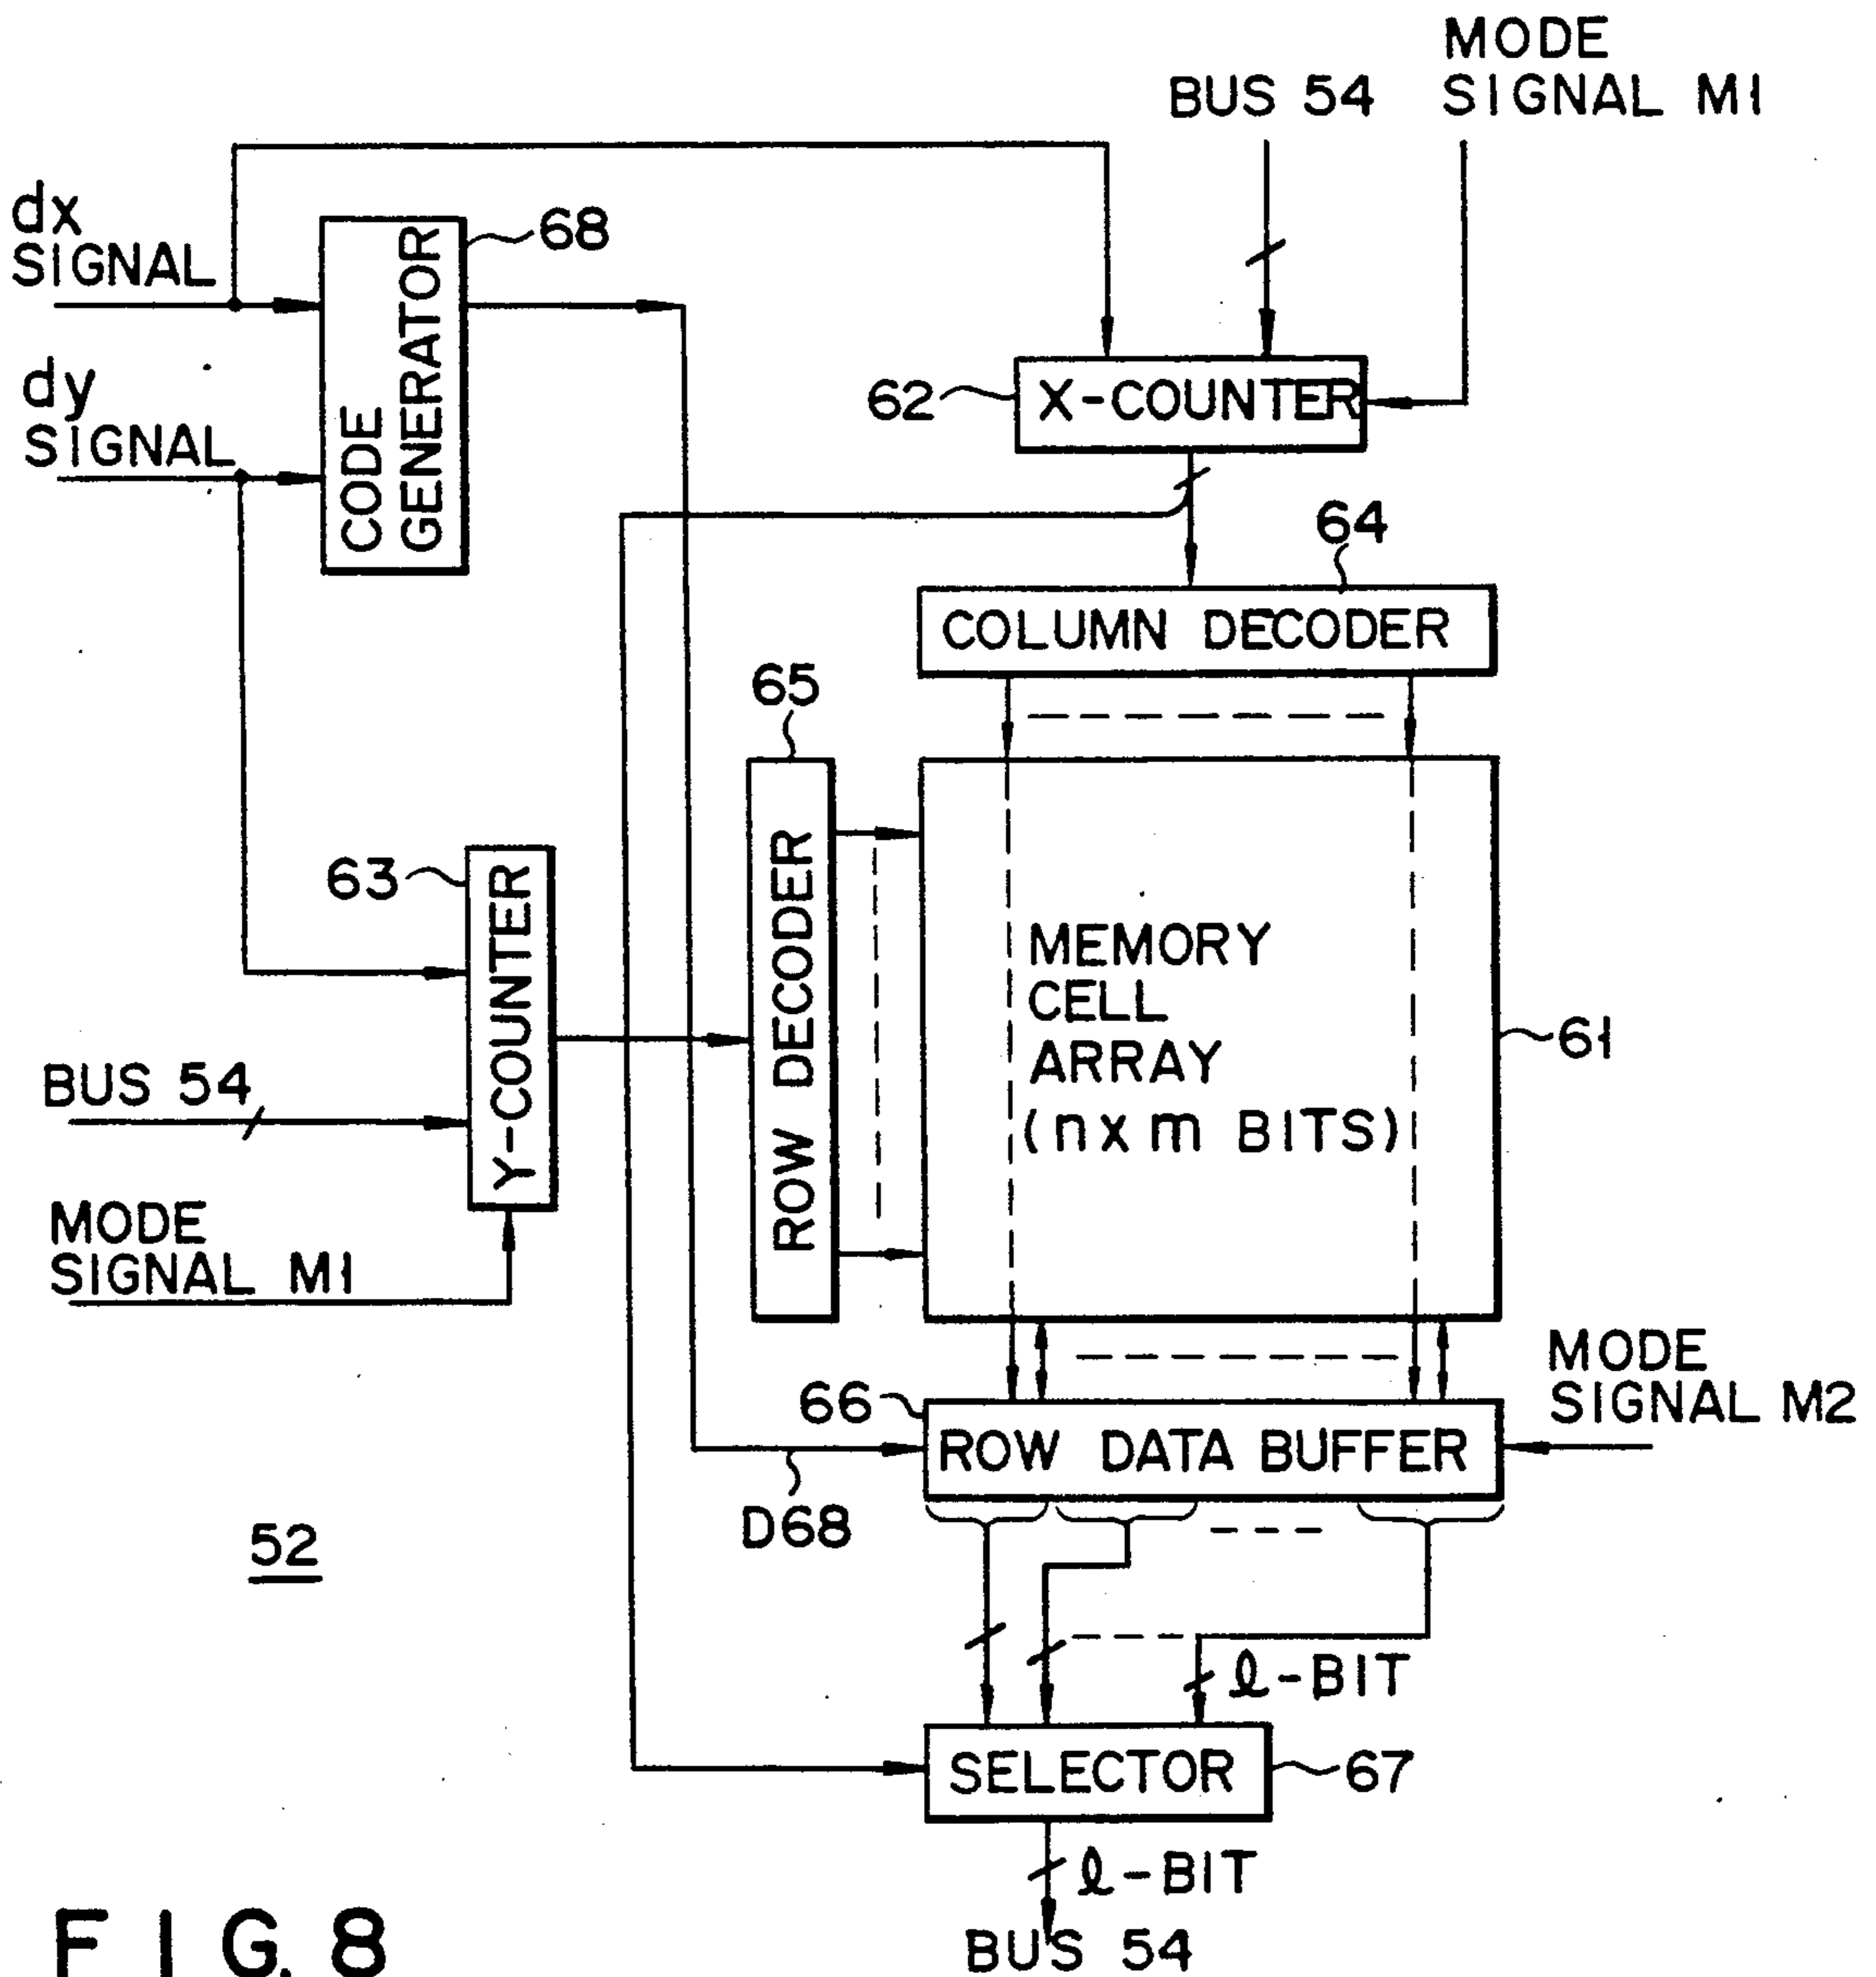 MODE
SIGNAL M1
BUS 54
dx
SIGNAL
68
CODE
GENERATOR
dy
SIGNAL
62
X-COUNTER
64
COLUMN DECODER
65
ROW DECODER
63
Y-COUNTER
MEMORY
CELL
ARRAY
(n x m BITS)
61
BUS 54
MODE
SIGNAL M1
MODE
SIGNAL M2
66
ROW DATA BUFFER
D68
52
ℓ-BIT
SELECTOR
67
ℓ-BIT
BUS 54
FIG. 8